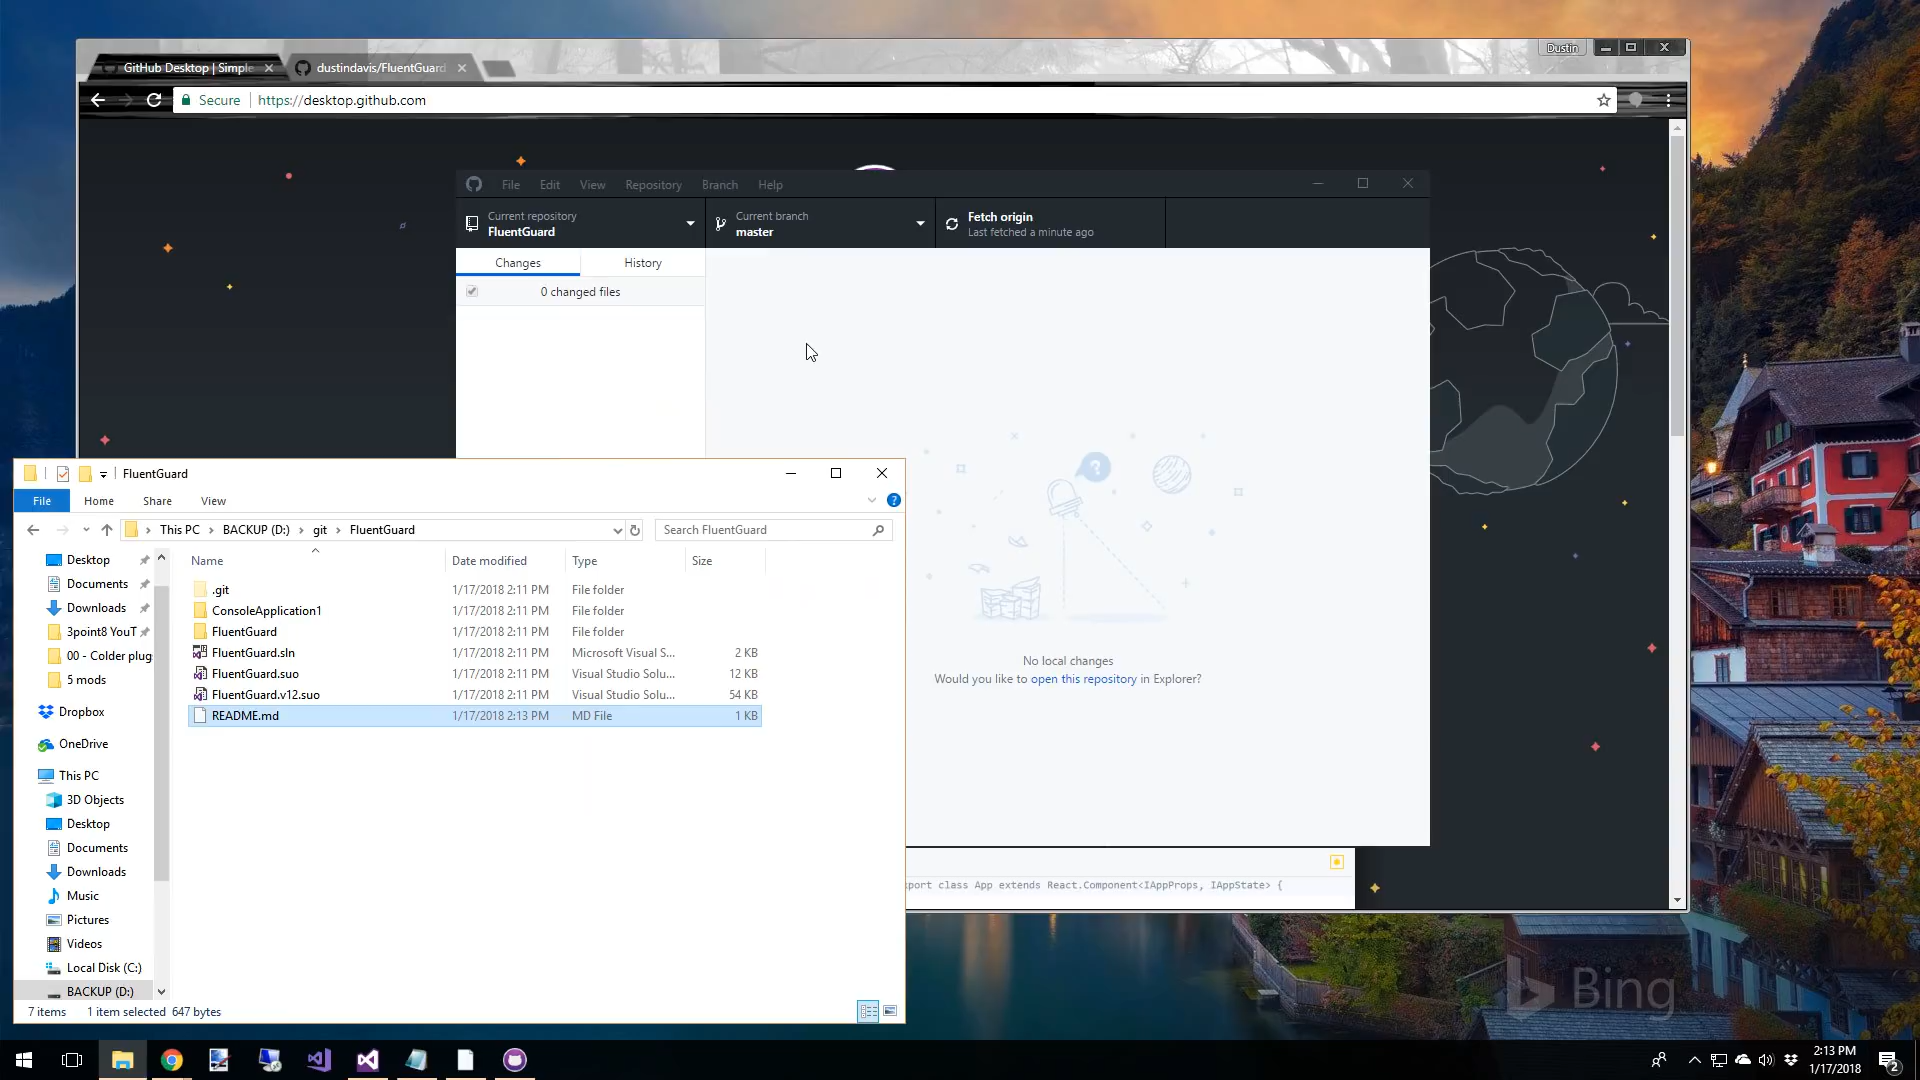 Dustin
GitHub Desktop | Simple
dustindavis/FluentGuard
Secure
https://desktop.github.com
File Edit View Repository Branch Help
Current repository
FluentGuard
Current branch
master
Fetch origin
Last fetched a minute ago
Changes History
0 changed files
No local changes
Would you like to open this repository in Explorer?
export class App extends React.Component<IAppProps, IAppState> {
FluentGuard
File Home Share View
This PC > BACKUP (D:) > git > FluentGuard
Search FluentGuard
Name Date modified Type Size
.git 1/17/2018 2:11 PM File folder
ConsoleApplication1 1/17/2018 2:11 PM File folder
FluentGuard 1/17/2018 2:11 PM File folder
FluentGuard.sln 1/17/2018 2:11 PM Microsoft Visual S... 2 KB
FluentGuard.suo 1/17/2018 2:11 PM Visual Studio Solu... 12 KB
FluentGuard.v12.suo 1/17/2018 2:11 PM Visual Studio Solu... 54 KB
README.md 1/17/2018 2:13 PM MD File 1 KB
Desktop
Documents
Downloads
3point8 YouT
00 - Colder plug
5 mods
Dropbox
OneDrive
This PC
3D Objects
Desktop
Documents
Downloads
Music
Pictures
Videos
Local Disk (C:)
BACKUP (D:)
7 items 1 item selected 647 bytes
Bing
2:13 PM
1/17/2018
2